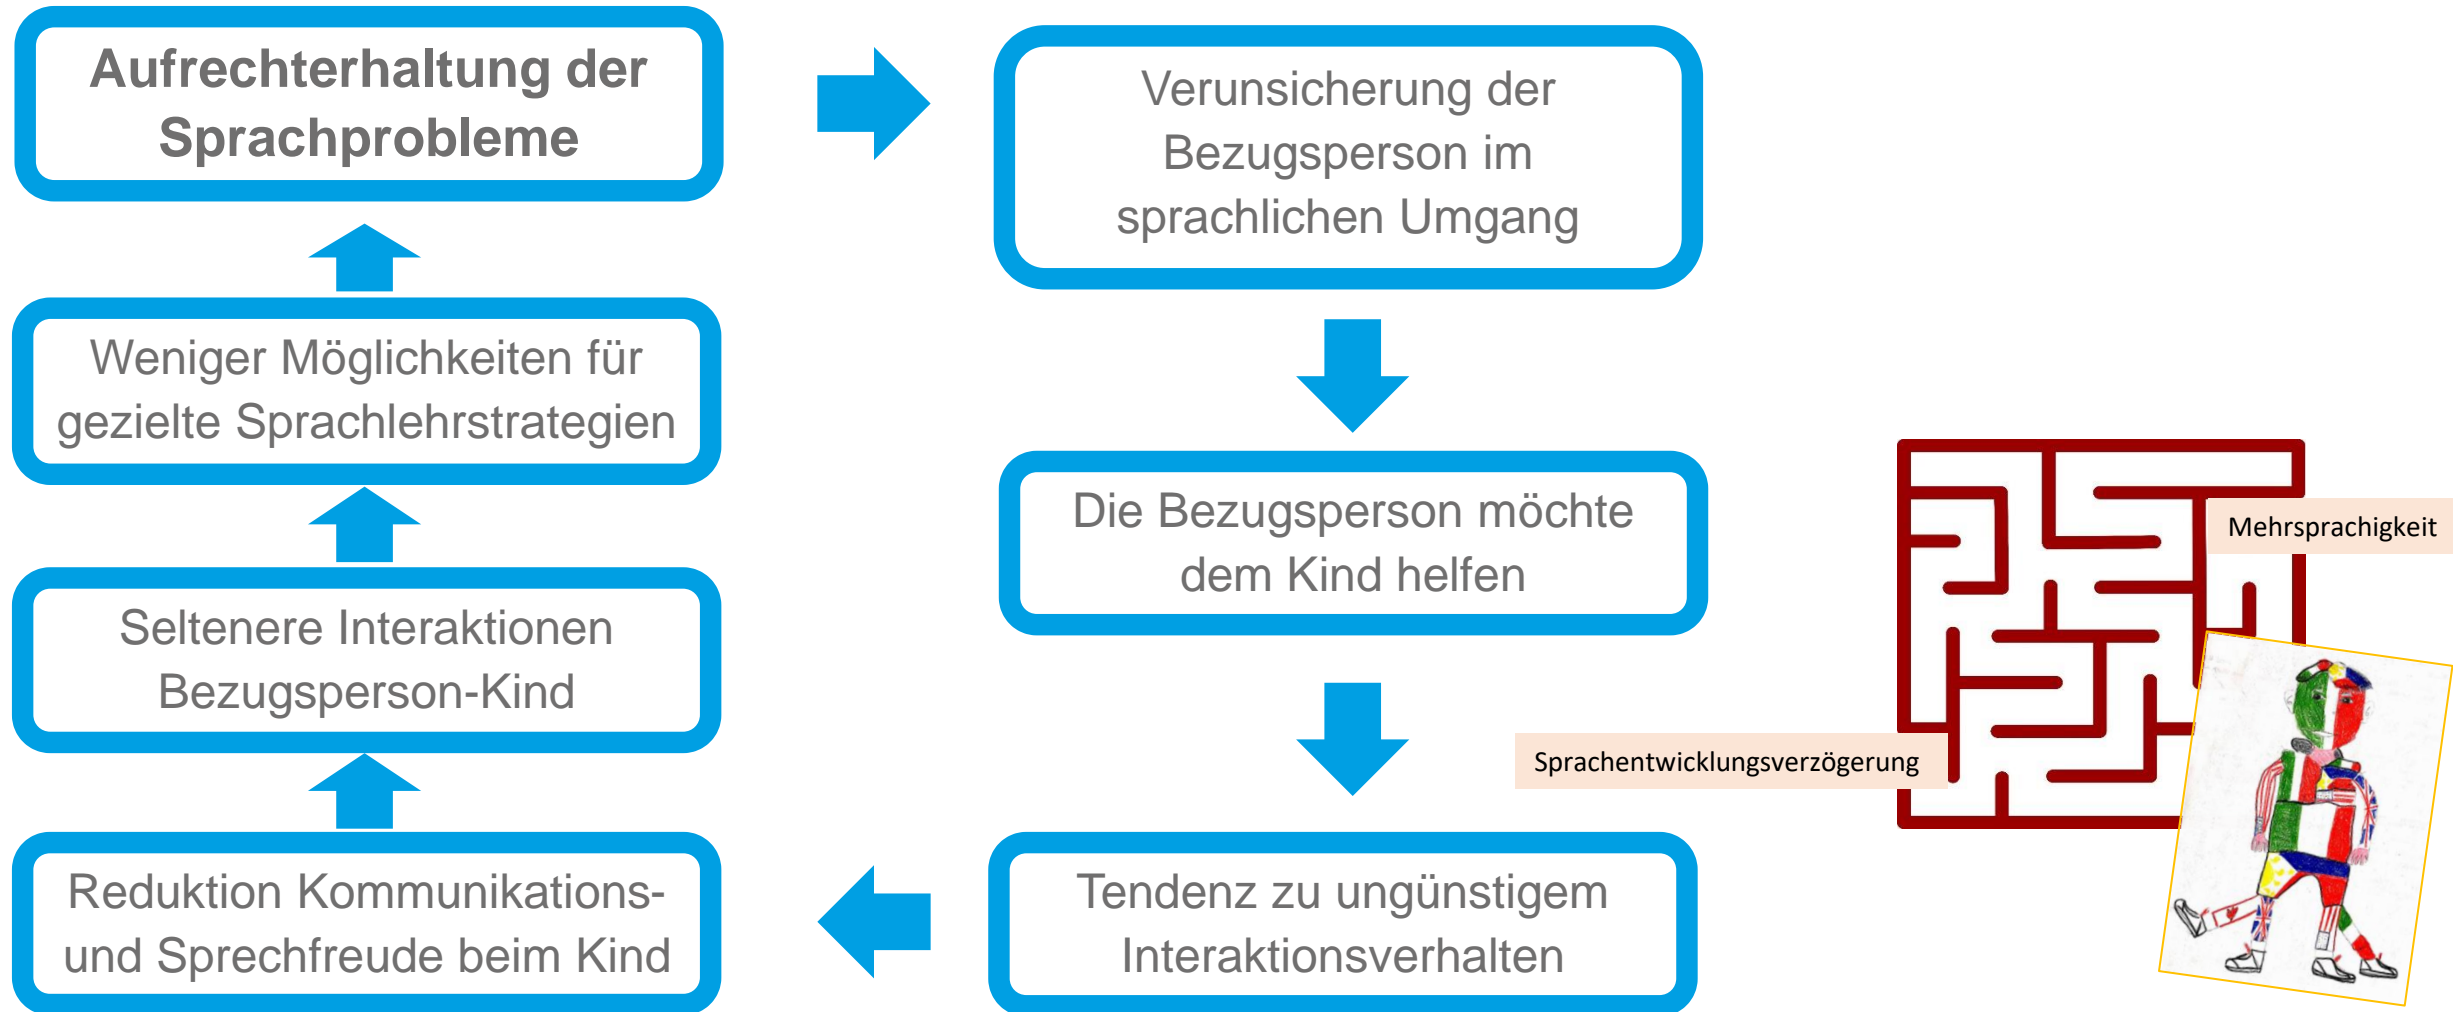 Aufrechterhaltung der
Sprachprobleme
Verunsicherung der
Bezugsperson im
sprachlichen Umgang
Die Bezugsperson möchte
dem Kind helfen
Tendenz zu ungünstigem
Interaktionsverhalten
Reduktion Kommunikations-
und Sprechfreude beim Kind
Seltenere Interaktionen
Bezugsperson-Kind
Weniger Möglichkeiten für
gezielte Sprachlehrstrategien
Mehrsprachigkeit
Sprachentwicklungsverzögerung